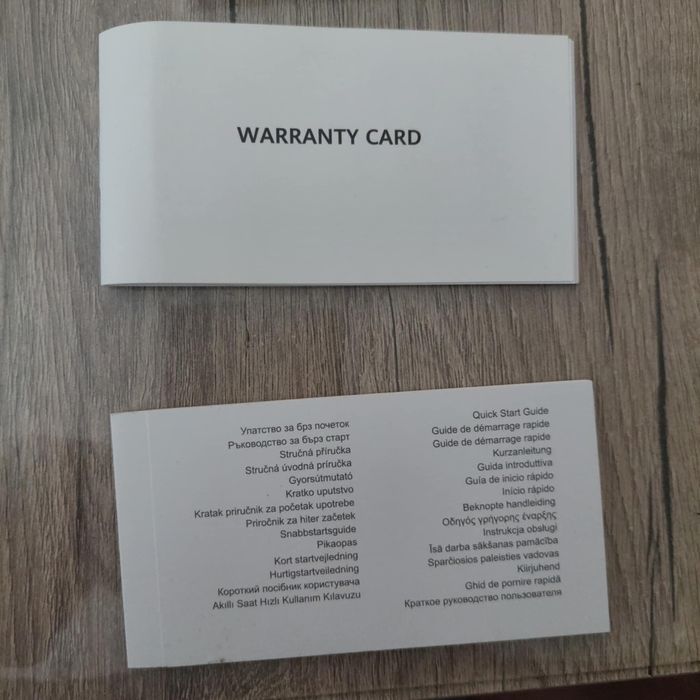 WARRANTY CARD
Упатство за брз почеток
Ръководство за бърз старт
Stručná příručka
Stručná úvodná príručka
Gyorsútmutató
Kratko uputstvo
Kratak priručnik za početak upotrebe
Priročnik za hiter začetek
Snabbstartsguide
Pikaopas
Kort startvejledning
Hurtigstartveiledning
Короткий посібник користувача
Akıllı Saat Hızlı Kullanım Kılavuzu
Quick Start Guide
Guide de démarrage rapide
Guide de démarrage rapide
Kurzanleitung
Guida introduttiva
Guía de inicio rápido
Início rápido
Beknopte handleiding
Οδηγός γρήγορης έναρξης
Instrukcja obsługi
Īsā darba sākšanas pamācība
Sparčiosios paleisties vadovas
Kiirjuhend
Ghid de pornire rapidă
Краткое руководство пользователя